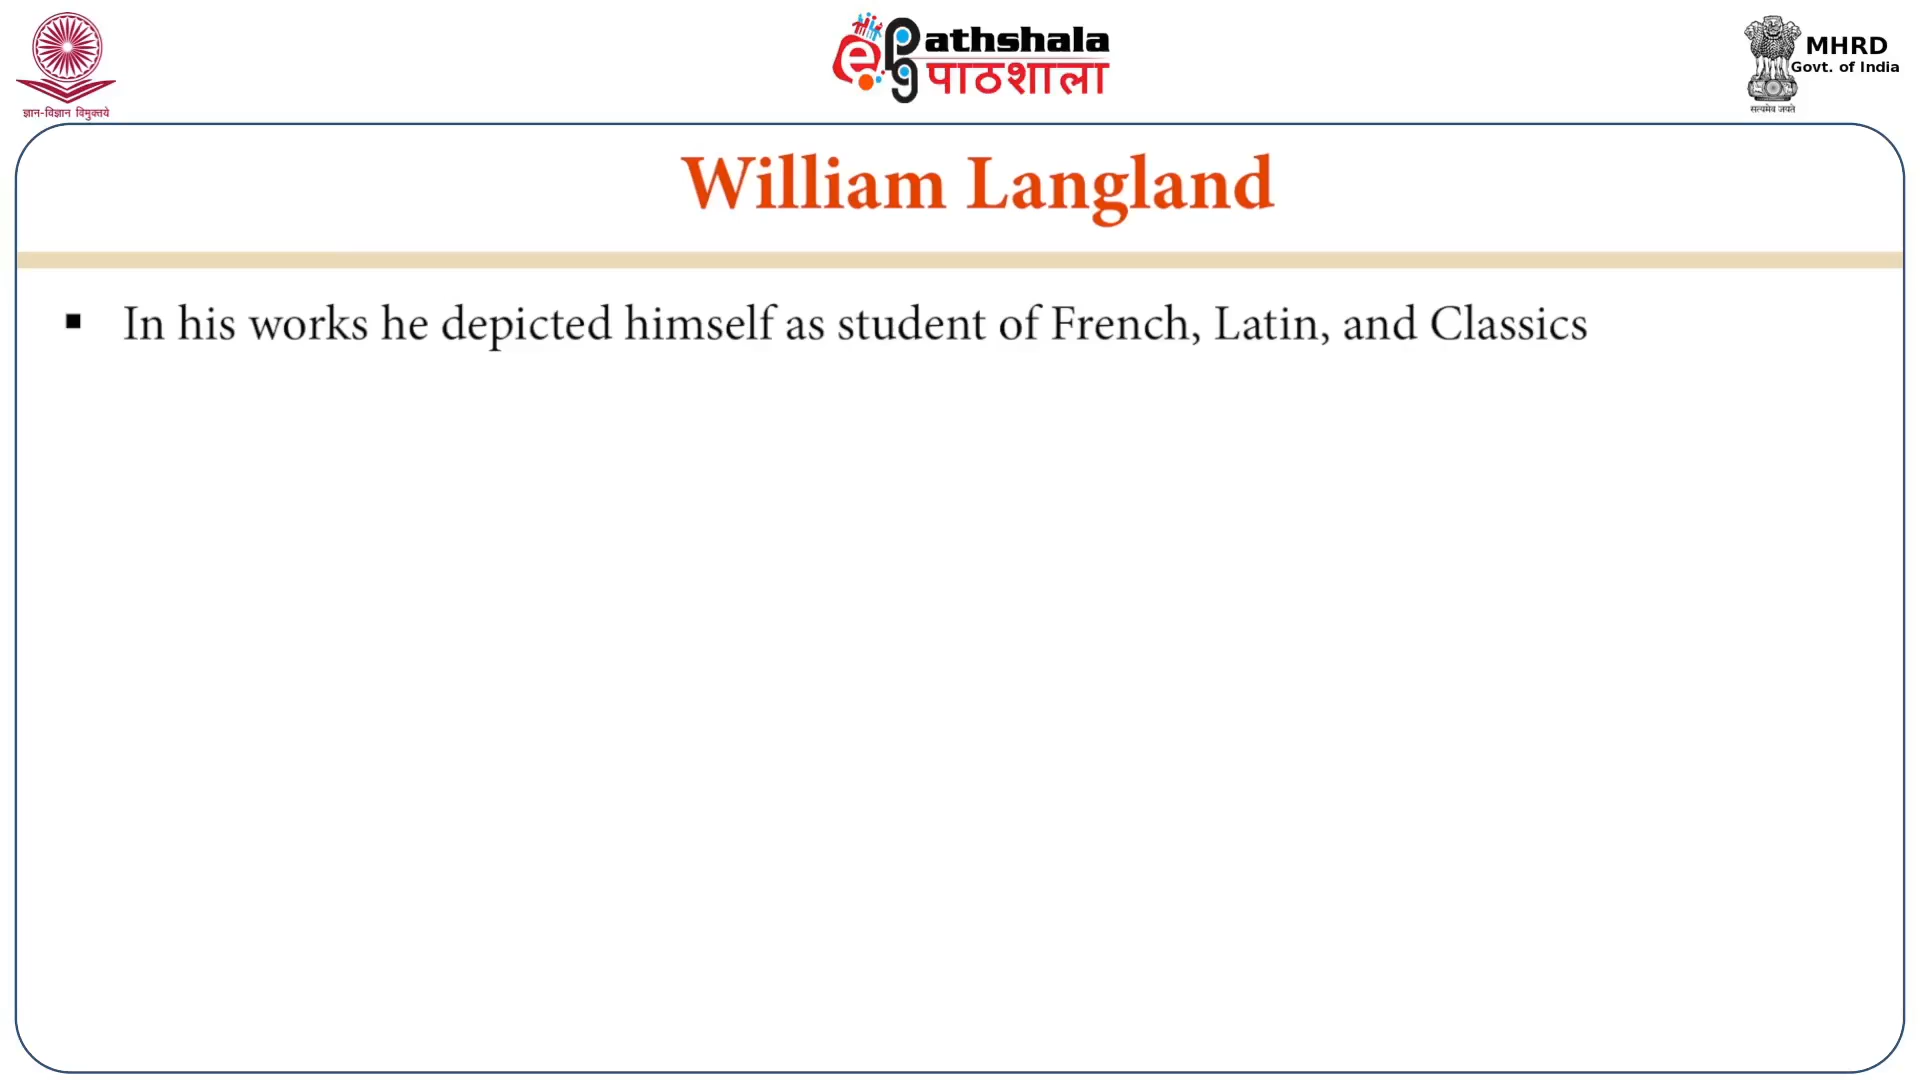 ज्ञान-विज्ञान विमुक्तये
ePathshala
पाठशाला
MHRD
Govt. of India
सत्यमेव जयते
William Langland
▪ In his works he depicted himself as student of French, Latin, and Classics